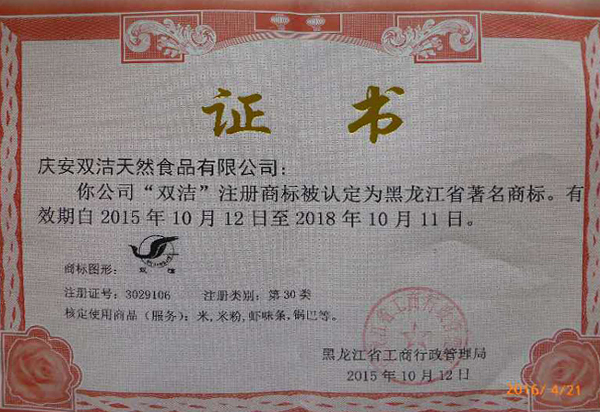 证 书
庆安双洁天然食品有限公司：
你公司“双洁”注册商标被认定为黑龙江省著名商标。有
效期自2015年10月12日至2018年10月11日。
商标图形：
双洁
注册证号：3029106 注册类别：第30类
核定使用商品（服务）：米,米粉,虾味条,锅巴等。
黑龙江省工商行政管理局
2015年10月12日
2016/4/21